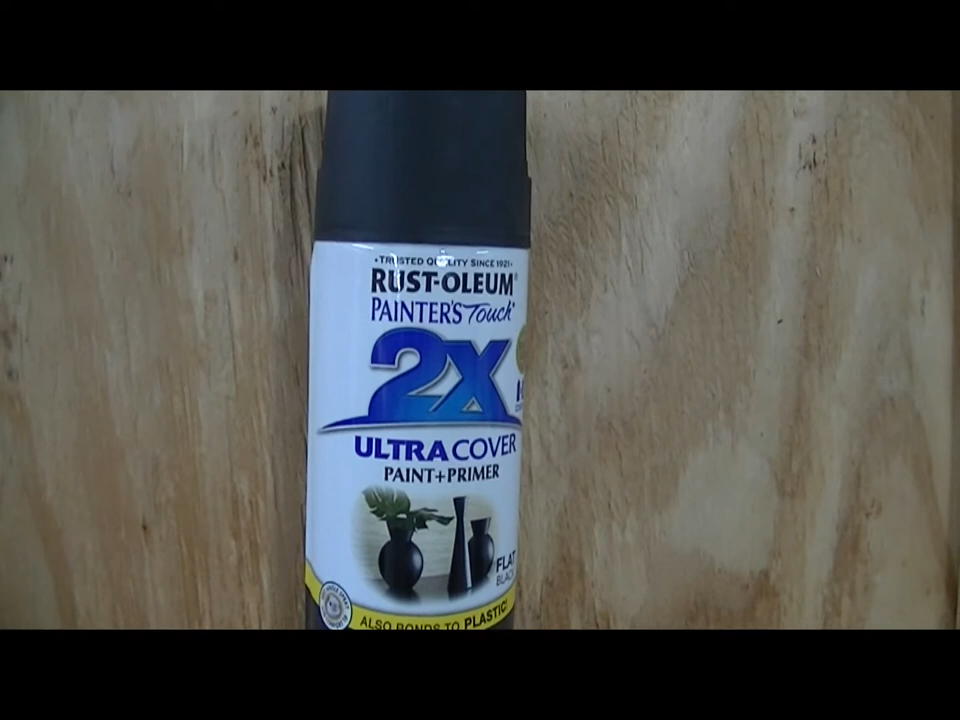 •TRUSTED QUALITY SINCE 1921•
RUST-OLEUM®
PAINTER'S Touch®
2X
ULTRA COVER
PAINT+PRIMER
FLAT
BLACK
ALSO BONDS TO PLASTIC!